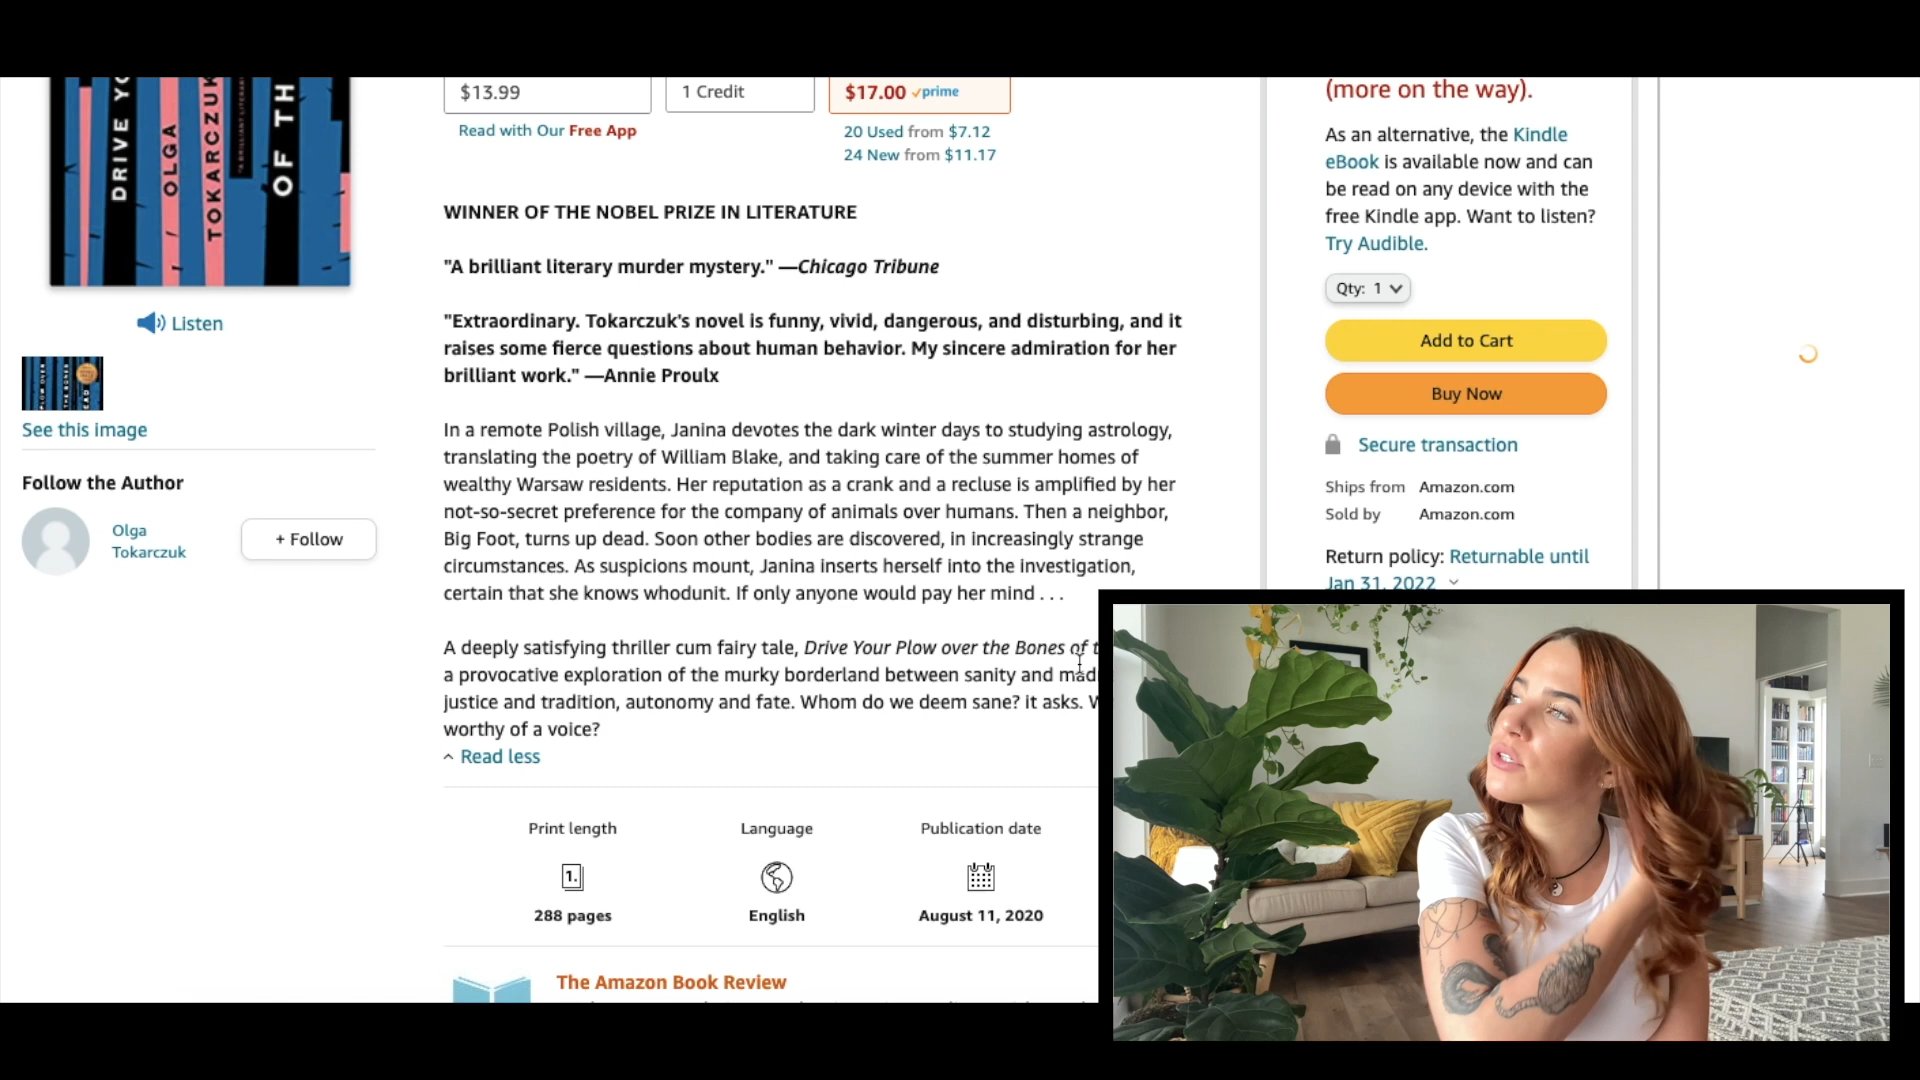 DRIVE YO
OLGA
TOKARCZUK
OF TH
Listen
See this image
Follow the Author
Olga
Tokarczuk
+ Follow
$13.99
1 Credit
$17.00 prime
Read with Our Free App
20 Used from $7.12
24 New from $11.17
WINNER OF THE NOBEL PRIZE IN LITERATURE
"A brilliant literary murder mystery." —Chicago Tribune
"Extraordinary. Tokarczuk's novel is funny, vivid, dangerous, and disturbing, and it
raises some fierce questions about human behavior. My sincere admiration for her
brilliant work." —Annie Proulx
In a remote Polish village, Janina devotes the dark winter days to studying astrology,
translating the poetry of William Blake, and taking care of the summer homes of
wealthy Warsaw residents. Her reputation as a crank and a recluse is amplified by her
not-so-secret preference for the company of animals over humans. Then a neighbor,
Big Foot, turns up dead. Soon other bodies are discovered, in increasingly strange
circumstances. As suspicions mount, Janina inserts herself into the investigation,
certain that she knows whodunit. If only anyone would pay her mind . . .
A deeply satisfying thriller cum fairy tale, Drive Your Plow over the Bones of t
a provocative exploration of the murky borderland between sanity and mad
justice and tradition, autonomy and fate. Whom do we deem sane? it asks. W
worthy of a voice?
Read less
Print length
Language
Publication date
1.
288 pages
English
August 11, 2020
The Amazon Book Review
(more on the way).
As an alternative, the Kindle
eBook is available now and can
be read on any device with the
free Kindle app. Want to listen?
Try Audible.
Qty: 1
Add to Cart
Buy Now
Secure transaction
Ships from Amazon.com
Sold by Amazon.com
Return policy: Returnable until
Jan 31, 2022